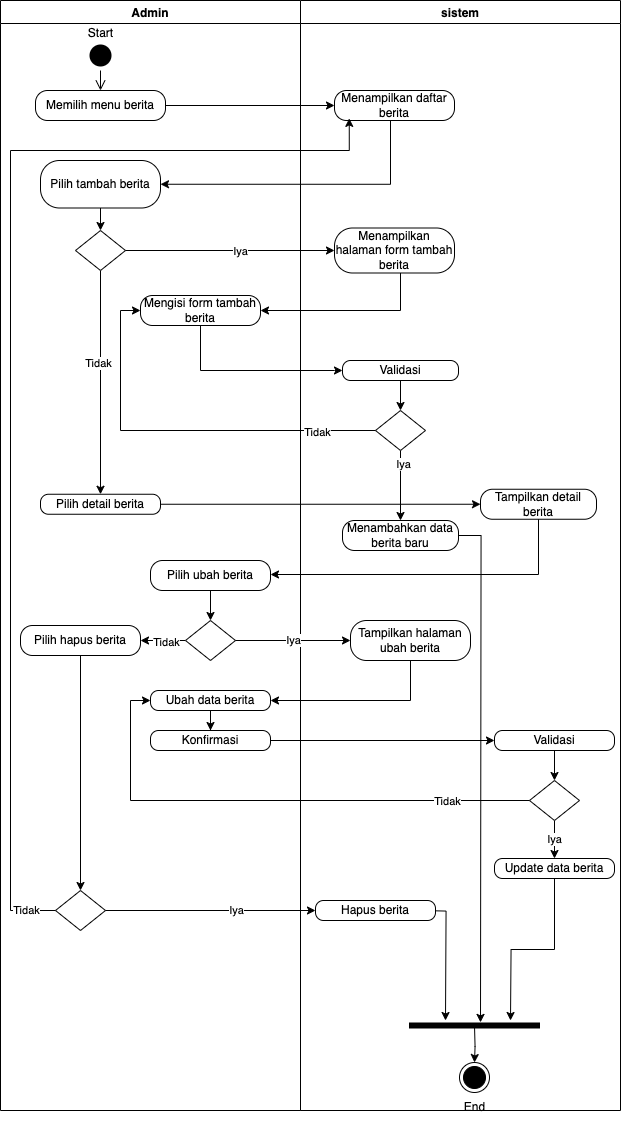 Admin
sistem
Start
Memilih menu berita
Menampilkan daftar
berita
Pilih tambah berita
Iya
Menampilkan
halaman form tambah
berita
Mengisi form tambah
berita
Tidak
Validasi
Tidak
Iya
Pilih detail berita
Tampilkan detail
berita
Menambahkan data
berita baru
Pilih ubah berita
Pilih hapus berita
Tidak
Iya
Tampilkan halaman
ubah berita
Ubah data berita
Konfirmasi
Validasi
Tidak
Iya
Update data berita
Tidak
Iya
Hapus berita
End